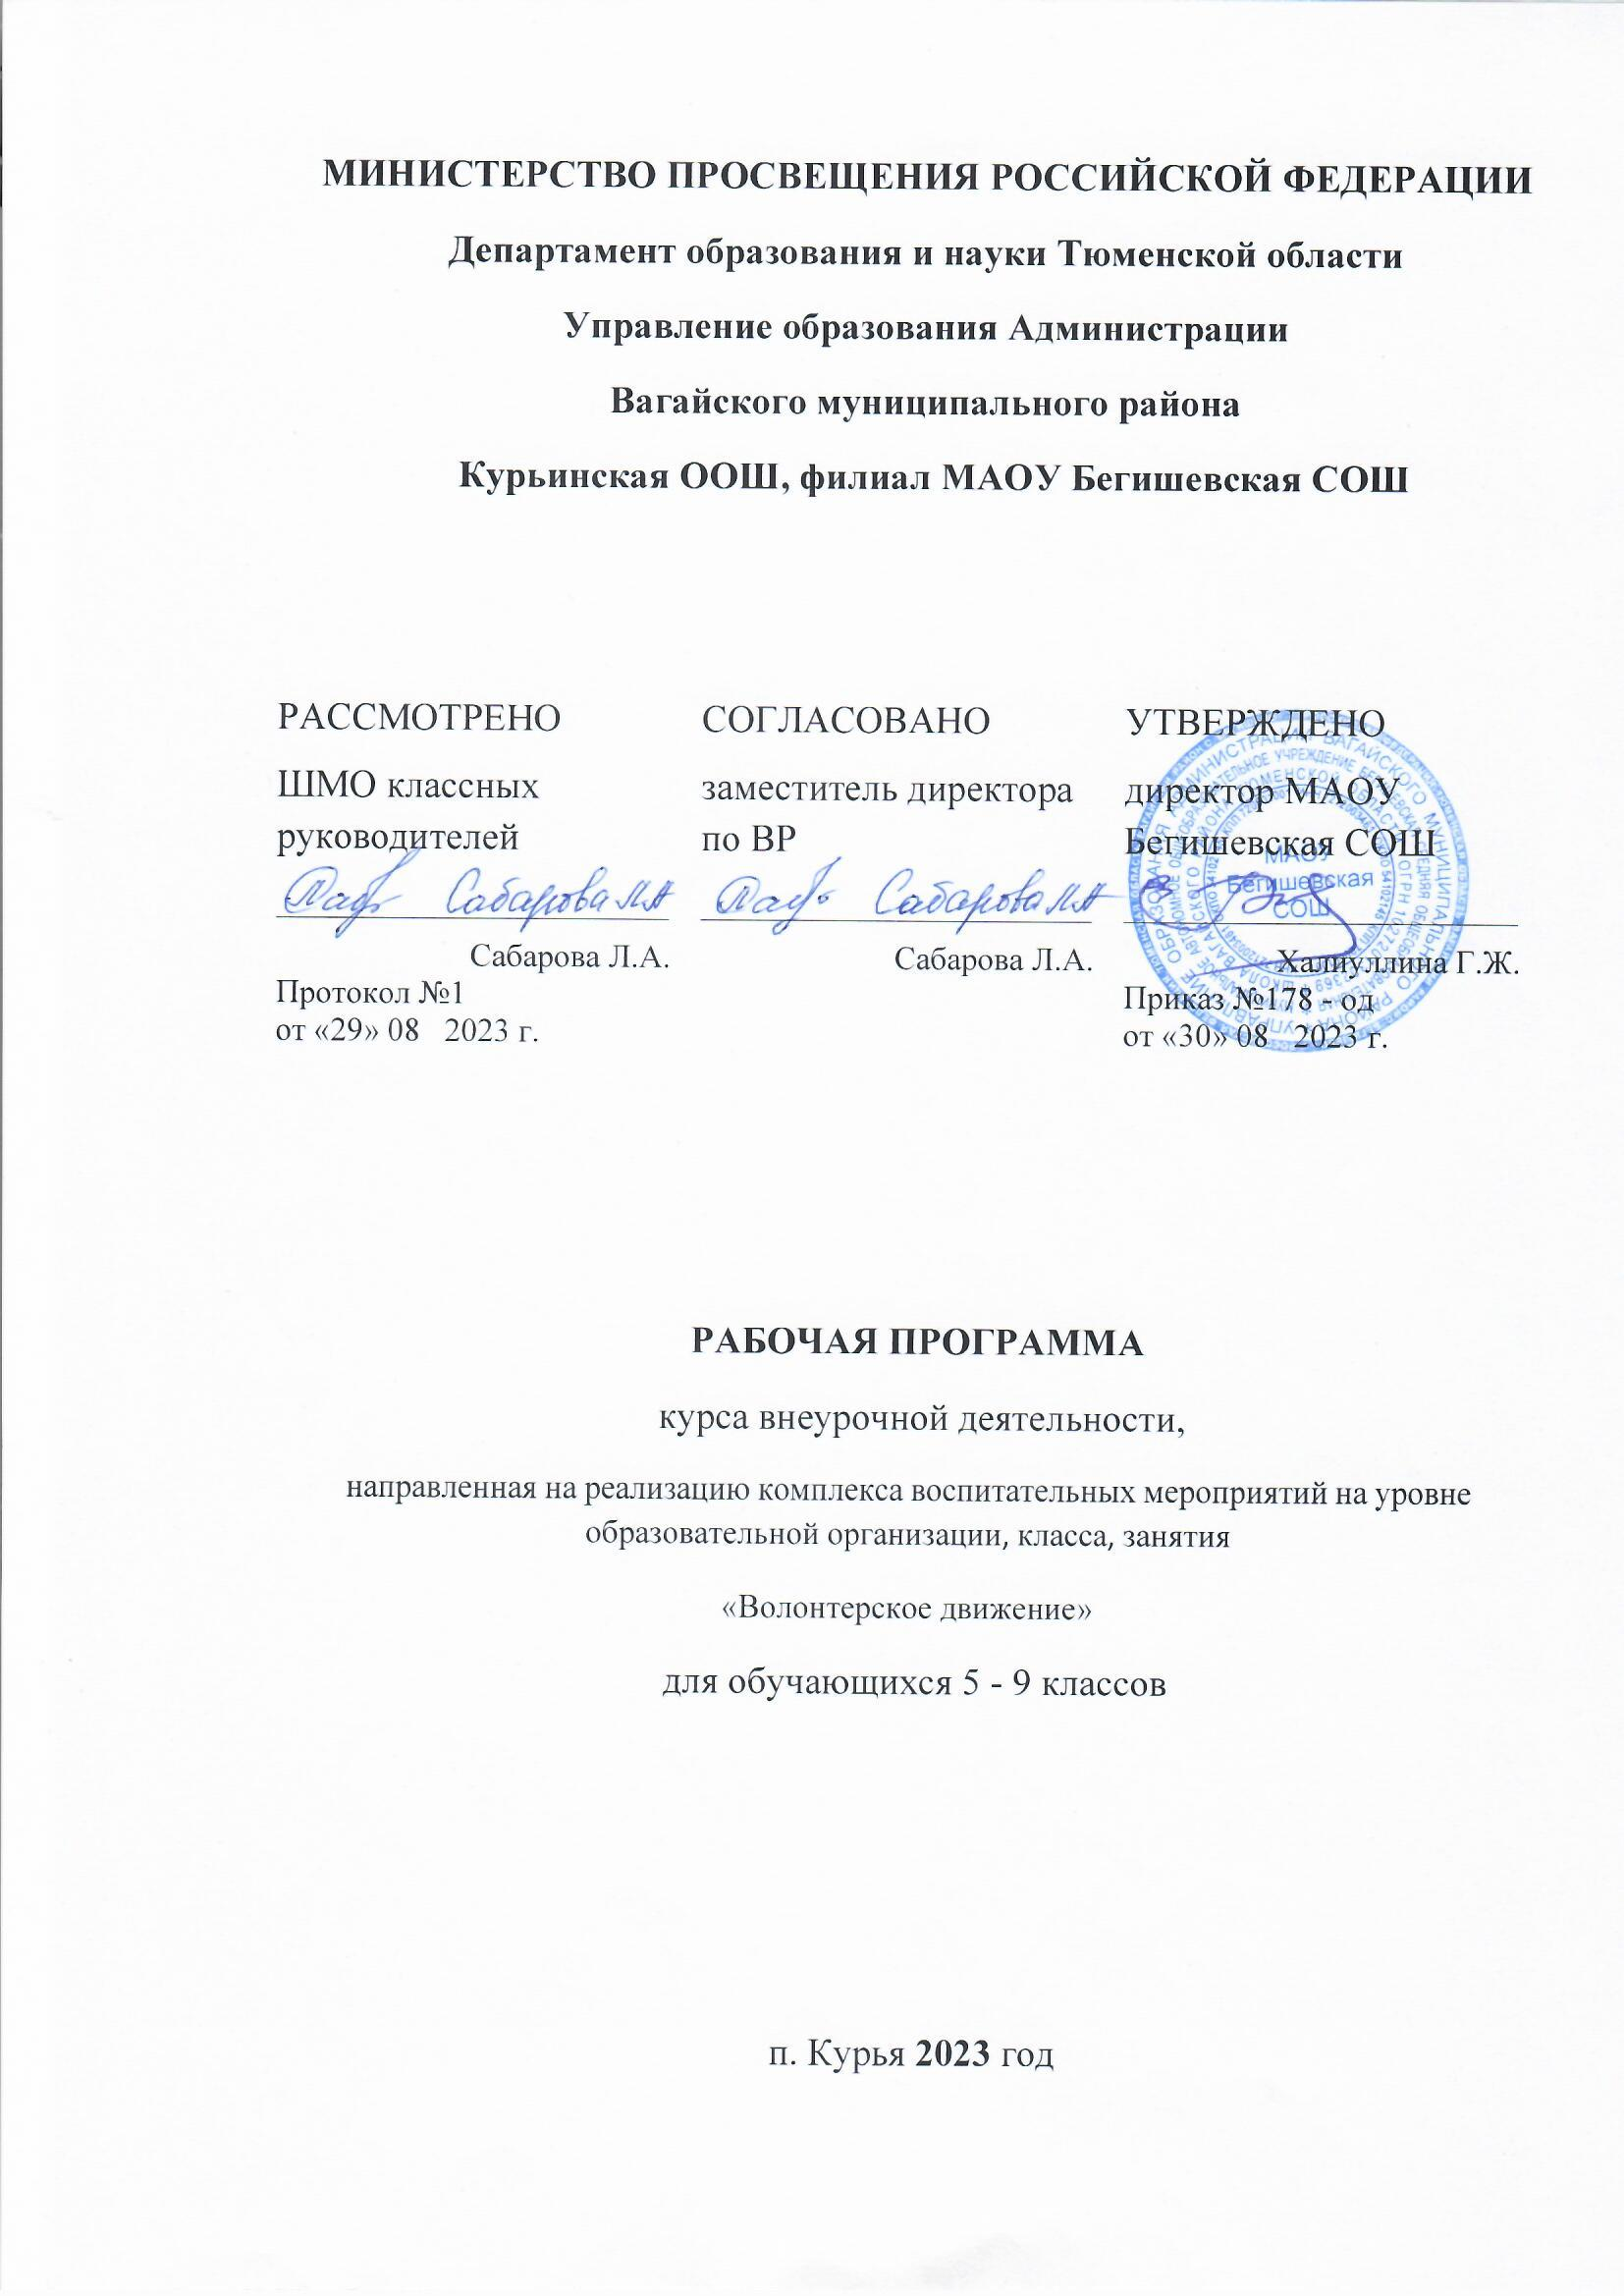 МИНИСТЕРСТВО ПРОСВЕЩЕНИЯ РОССИЙСКОЙ ФЕДЕРАЦИИ
Департамент образования и науки Тюменской области
Управление образования Администрации
Вагайского муниципального района
Курьинская ООШ, филиал МАОУ Бегишевская СОШ
РАССМОТРЕНО
ШМО классных
руководителей
Сабарова Л А
Сабарова Л.А.
Протокол №1
от «29» 08 2023 г.
СОГЛАСОВАНО
заместитель директора
по ВР
Сабарова Л А
Сабарова Л.А.
УТВЕРЖДЕНО
директор МАОУ
Бегишевская СОШ
МАОУ
Бегишевская
СОШ
Халиуллина Г.Ж.
Приказ №178 - од
от «30» 08 2023 г.
РАБОЧАЯ ПРОГРАММА
курса внеурочной деятельности,
направленная на реализацию комплекса воспитательных мероприятий на уровне
образовательной организации, класса, занятия
«Волонтерское движение»
для обучающихся 5 - 9 классов
п. Курья 2023 год